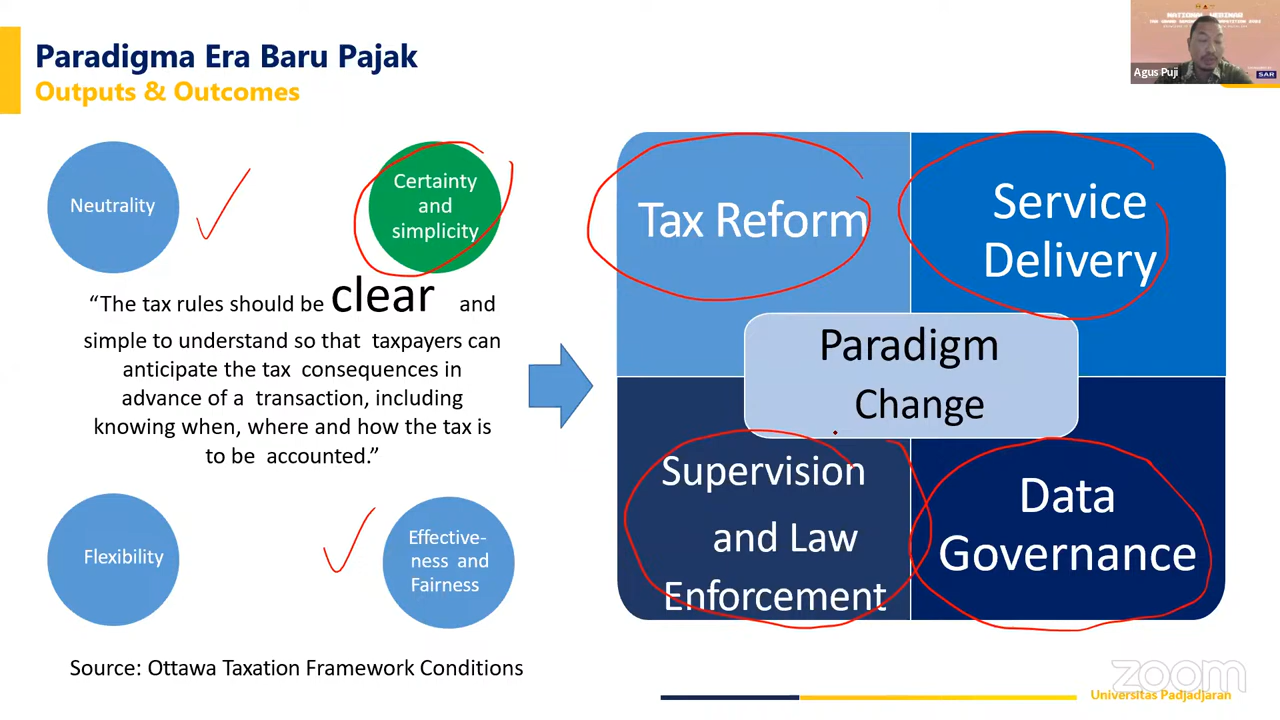 Paradigma Era Baru Pajak
Outputs & Outcomes
NATIONAL WEBINAR
Agus Puji
SAR
Neutrality
Certainty
and
simplicity
“The tax rules should be clear and
simple to understand so that taxpayers can
anticipate the tax consequences in
advance of a transaction, including
knowing when, where and how the tax is
to be accounted.”
Flexibility
Effective-
ness and
Fairness
Source: Ottawa Taxation Framework Conditions
Tax Reform
Service
Delivery
Paradigm
Change
Supervision
and Law
Enforcement
Data
Governance
zoom
Universitas Padjadjaran